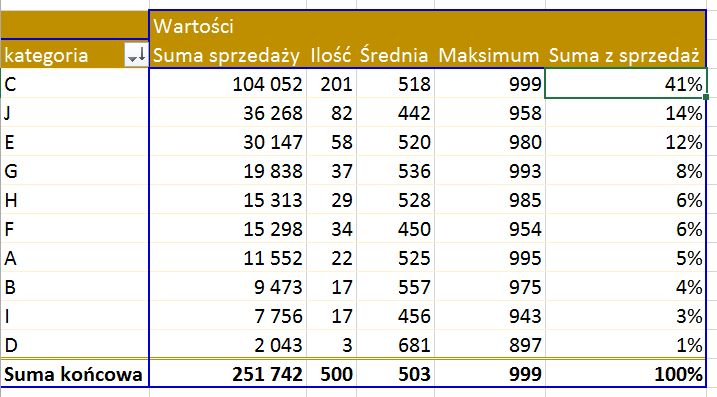 Wartości
kategoria Suma sprzedaży Ilość Średnia Maksimum Suma z sprzedaż
C 104 052 201 518 999 41%
J 36 268 82 442 958 14%
E 30 147 58 520 980 12%
G 19 838 37 536 993 8%
H 15 313 29 528 985 6%
F 15 298 34 450 954 6%
A 11 552 22 525 995 5%
B 9 473 17 557 975 4%
I 7 756 17 456 943 3%
D 2 043 3 681 897 1%
Suma końcowa 251 742 500 503 999 100%